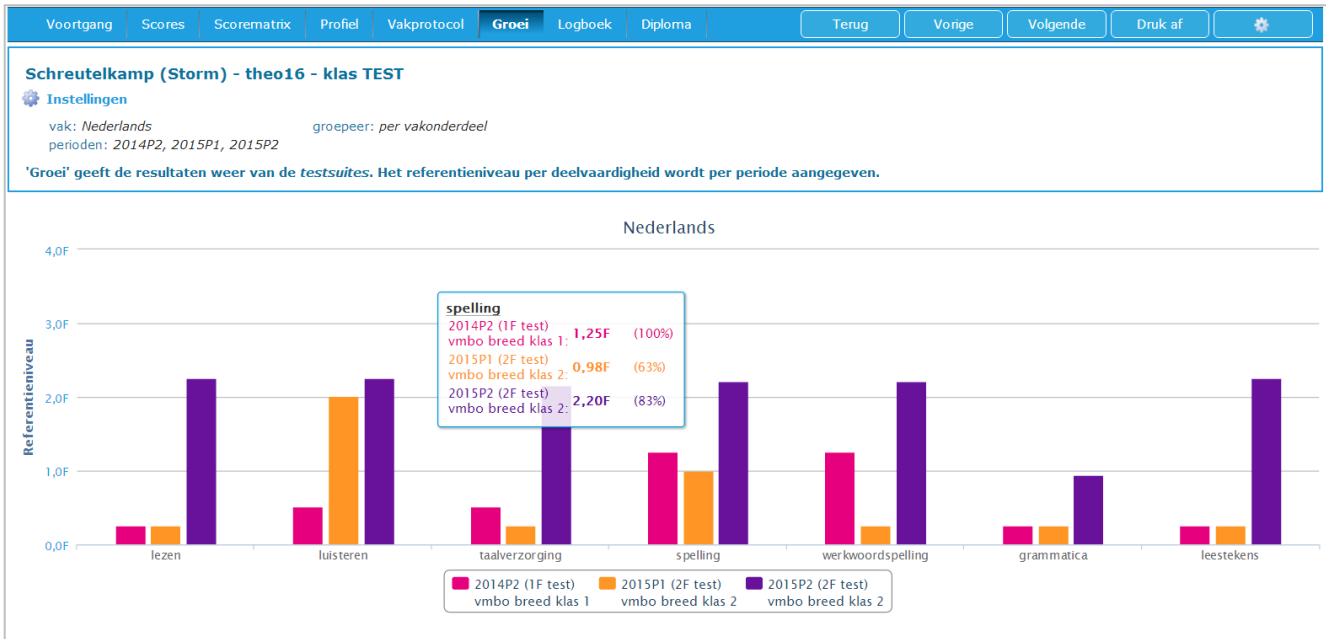 Voortgang Scores Scorematrix Profiel Vakprotocol Groei Logboek Diploma Terug Vorige Volgende Druk af
Schreutelkamp (Storm) - theo16 - klas TEST
Instellingen
vak: Nederlands groepeer: per vakonderdeel
perioden: 2014P2, 2015P1, 2015P2
'Groei' geeft de resultaten weer van de testsuites. Het referentieniveau per deelvaardigheid wordt per periode aangegeven.
Nederlands
Referentieniveau
4,0F
3,0F
2,0F
1,0F
0,0F
spelling
2014P2 (1F test)
vmbo breed klas 1: 1,25F (100%)
2015P1 (2F test)
vmbo breed klas 2: 0,98F (63%)
2015P2 (2F test)
vmbo breed klas 2: 2,20F (83%)
lezen luisteren taalverzorging spelling werkwoordspelling grammatica leestekens
2014P2 (1F test) 2015P1 (2F test) 2015P2 (2F test)
vmbo breed klas 1 vmbo breed klas 2 vmbo breed klas 2